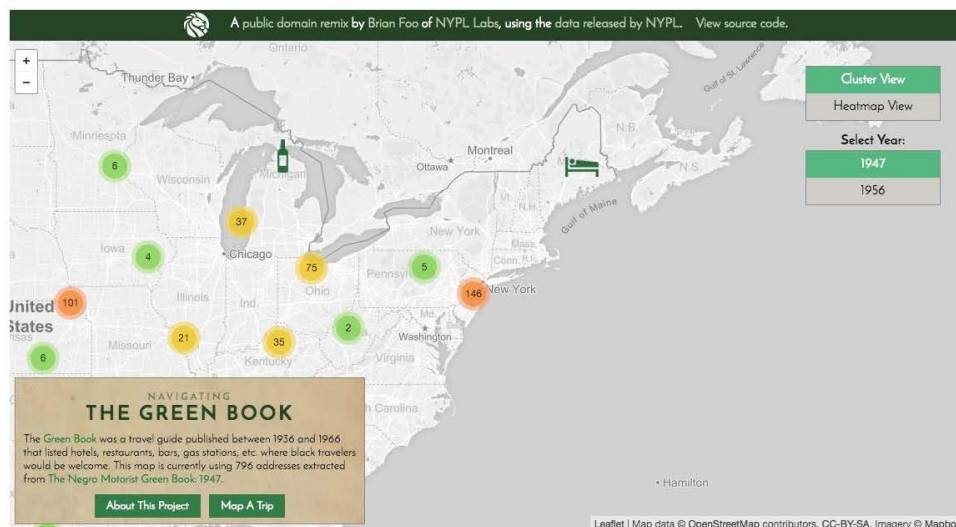 A public domain remix by Brian Foo of NYPL Labs, using the data released by NYPL. View source code.
+
−
Cluster View
Heatmap View
Select Year:
1947
1956
Ontario
Thunder Bay
Gulf of St. Lawrence
Minnesota
N.B.
Montreal
Ottawa
6
Wisconsin
Michigan
N.S.
Vt.
N.H.
Gulf of Maine
37
New York
Mass.
Iowa
4
Chicago
75
5
Conn. R.I.
Ohio
101
146
New York
United
States
Illinois
Ind.
2
Md.
21
35
Washington
Missouri
6
Kentucky
Virginia
NAVIGATING
THE GREEN BOOK
h Carolina
The Green Book was a travel guide published between 1936 and 1966
that listed hotels, restaurants, bars, gas stations, etc. where black travelers
would be welcome. This map is currently using 796 addresses extracted
from The Negro Motorist Green Book: 1947.
About This Project
Map A Trip
Hamilton
Leaflet | Map data © OpenStreetMap contributors, CC-BY-SA, Imagery © Mapbo